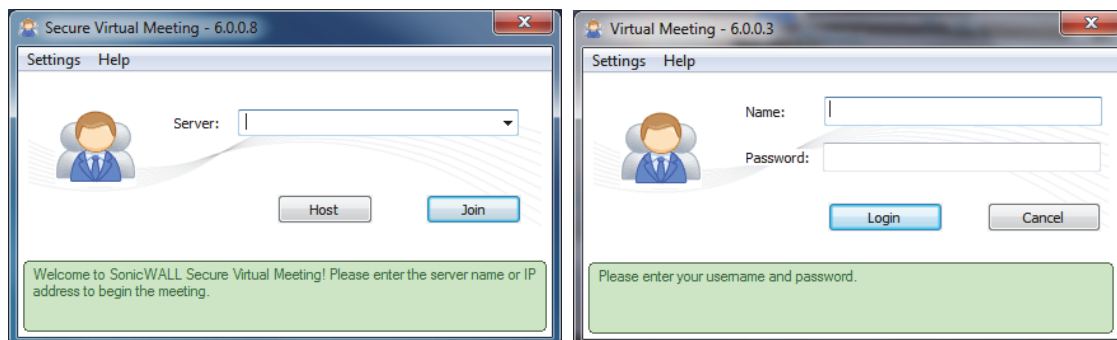 Secure Virtual Meeting - 6.0.0.8
Settings Help
Server:
Host Join
Welcome to SonicWALL Secure Virtual Meeting! Please enter the server name or IP
address to begin the meeting.
Virtual Meeting - 6.0.0.3
Settings Help
Name:
Password:
Login Cancel
Please enter your username and password.